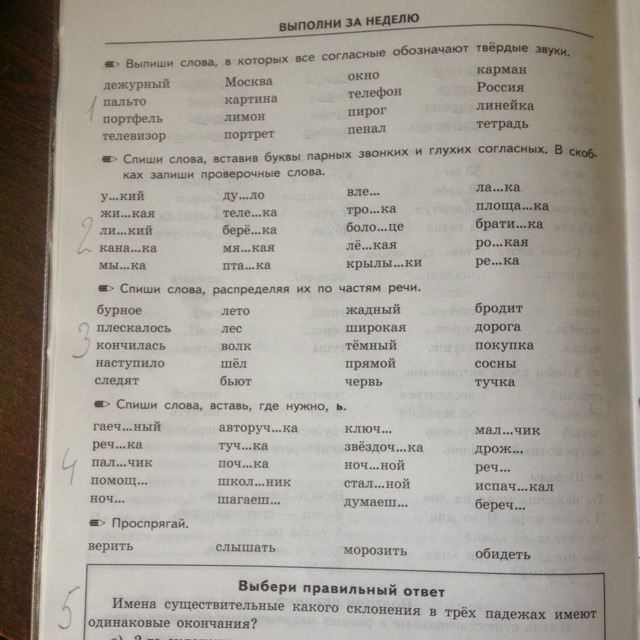 ВЫПОЛНИ ЗА НЕДЕЛЮ
Выпиши слова, в которых все согласные обозначают твёрдые звуки.
дежурный Москва окно карман
пальто картина телефон Россия
портфель лимон пирог линейка
телевизор портрет пенал тетрадь
1
Спиши слова, вставив буквы парных звонких и глухих согласных. В скоб-
ках запиши проверочные слова.
у...кий ду...ло вле... ла...ка
жи...кая теле...ка тро...ка площа...ка
ли...кий берё...ка боло...це брати...ка
кана...ка мя...кая лё...кая ро...кая
мы...ка пта...ка крылы...ки ре...ка
2
Спиши слова, распределяя их по частям речи.
бурное лето жадный бродит
плескалось лес широкая дорога
кончилась волк тёмный покупка
наступило шёл прямой сосны
следят бьют червь тучка
3
Спиши слова, вставь, где нужно, ь.
гаеч...ный авторуч...ка ключ... мал...чик
реч...ка туч...ка звёздоч...ка дрож...
пал...чик поч...ка ноч...ной реч...
помощ... школ...ник стал...ной испач...кал
ноч... шагаеш... думаеш... береч...
4
Проспрягай.
верить слышать морозить обидеть
5
Выбери правильный ответ
Имена существительные какого склонения в трёх падежах имеют
одинаковые окончания?